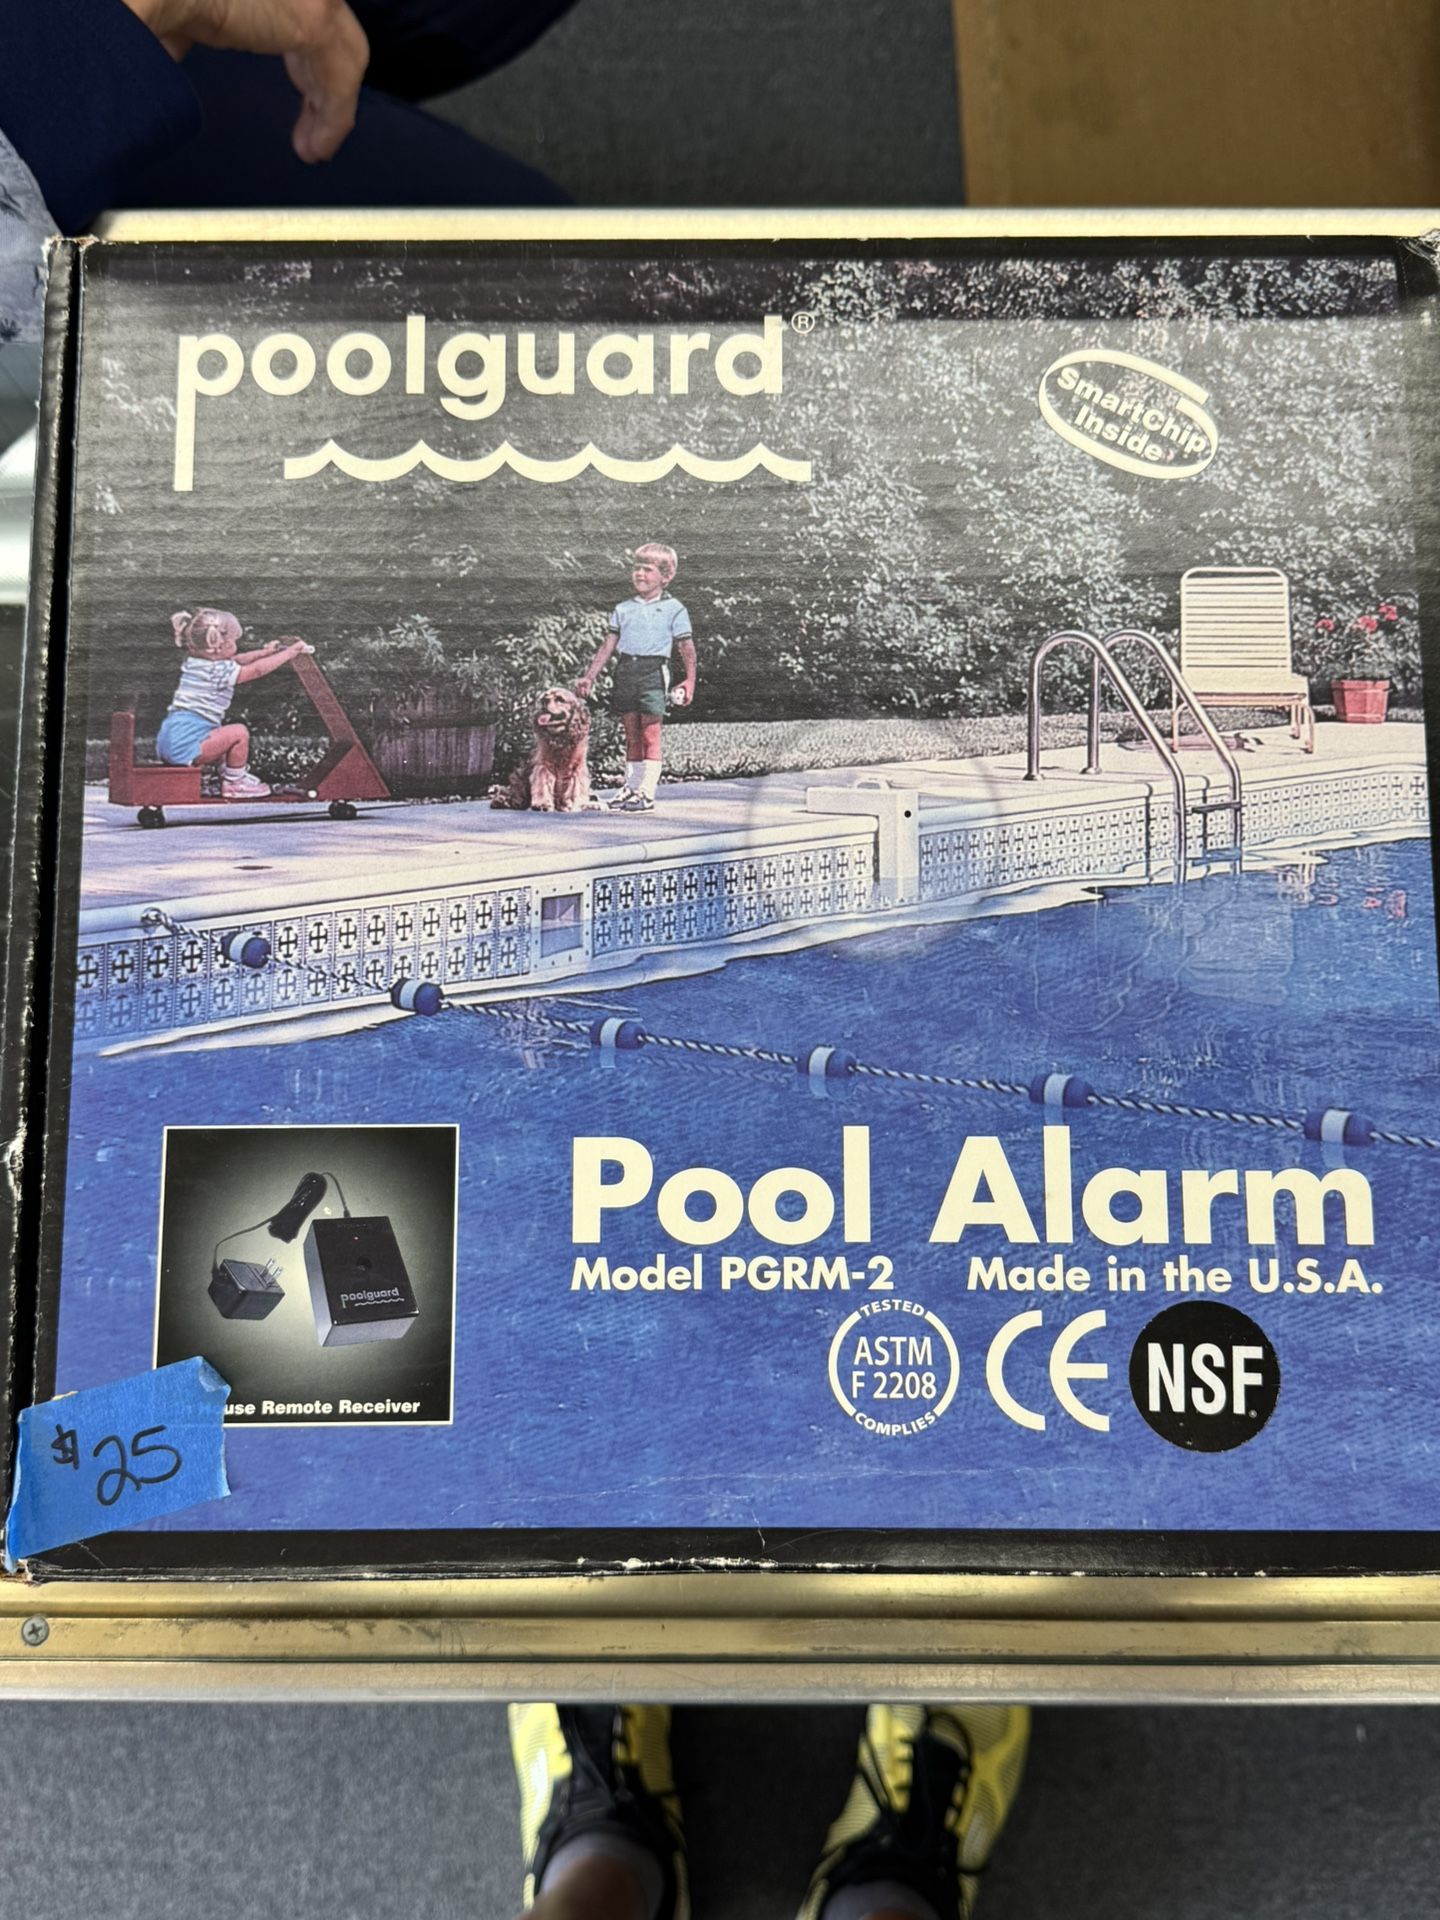 poolguard®
SmartChip
Inside
Pool Alarm
Model PGRM-2 Made in the U.S.A.
TESTED
ASTM
F 2208
COMPLIES
CE
NSF
poolguard
Remote Receiver
$25